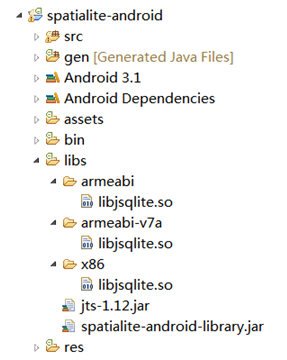 spatialite-android
src
gen [Generated Java Files]
Android 3.1
Android Dependencies
assets
bin
libs
armeabi
libjsqlite.so
armeabi-v7a
libjsqlite.so
x86
libjsqlite.so
jts-1.12.jar
spatialite-android-library.jar
res